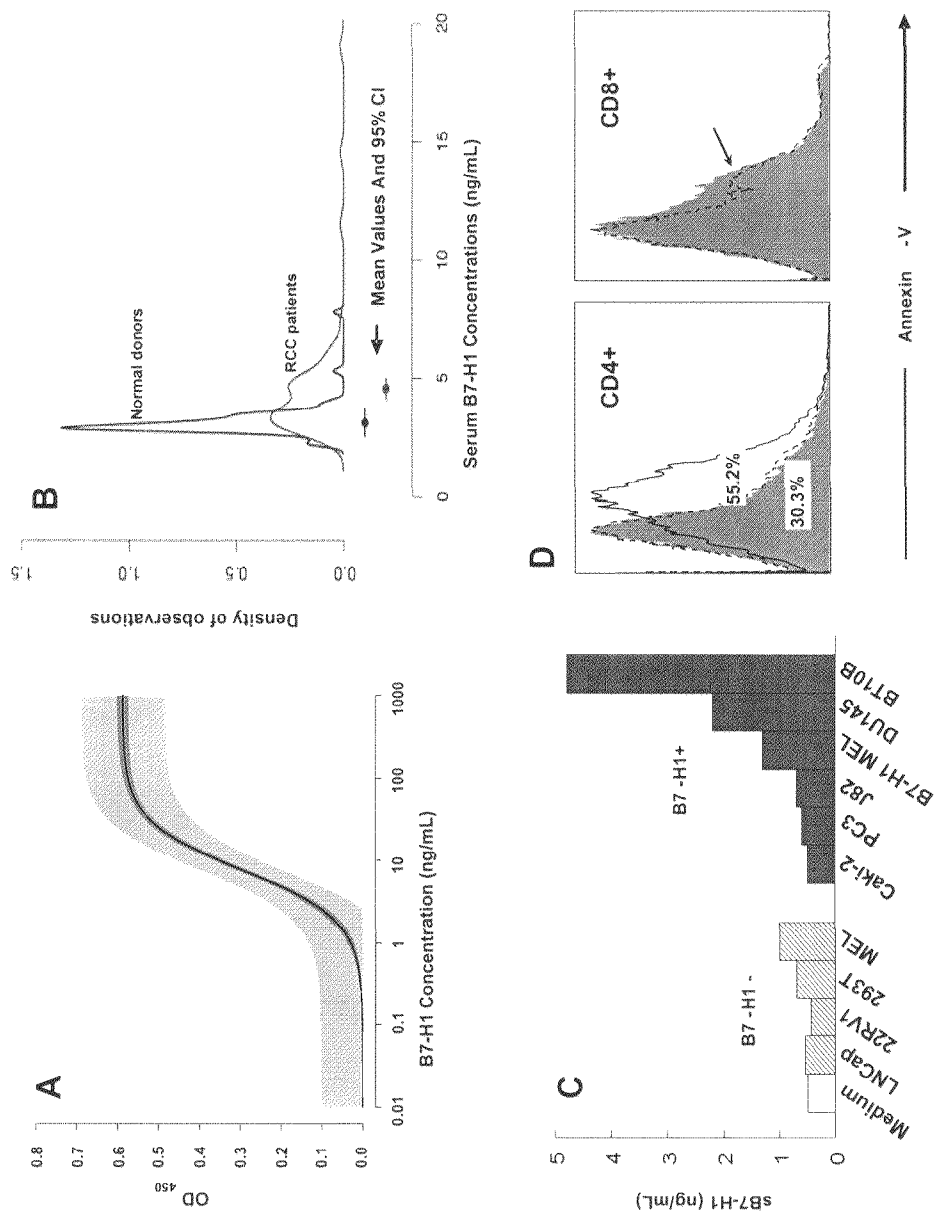 A
0.8
0.7
0.6
0.5
0.4
0.3
0.2
0.1
0.0
OD 450
0.01
0.1
1
10
100
1000
B7-H1 Concentration (ng/mL)
B
1.5
1.0
0.5
0.0
Density of observations
Normal donors
RCC patients
Mean Values And 95% CI
0
5
10
15
20
Serum B7-H1 Concentrations (ng/mL)
C
5
4
3
2
1
0
sB7-H1 (ng/mL)
B7 -H1 -
B7 -H1+
Medium
LNCap
22RV1
293T
MEL
Caki-2
PC3
J82
B7-H1 MEL
DU145
BT10B
D
CD4+
55.2%
30.3%
CD8+
Annexin -V